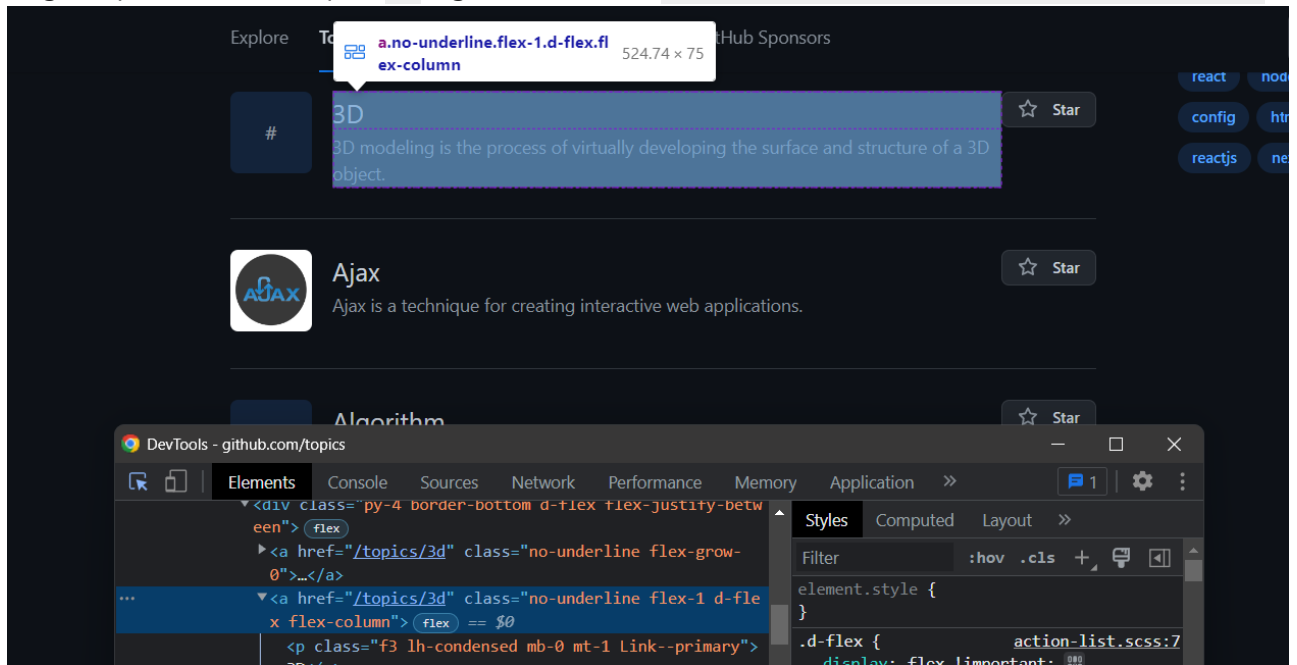 Explore
a.no-underline.flex-1.d-flex.fl
ex-column
524.74 × 75
Hub Sponsors
react
config
reactjs
#
3D
3D modeling is the process of virtually developing the surface and structure of a 3D
object.
Star
AJAX
Ajax
Ajax is a technique for creating interactive web applications.
Star
Algorithm
Star
DevTools - github.com/topics
Elements Console Sources Network Performance Memory Application » 1
<div class="py-4 border-bottom d-flex flex-justify-betw
een"> flex
<a href="/topics/3d" class="no-underline flex-grow-
0">…</a>
<a href="/topics/3d" class="no-underline flex-1 d-fle
x flex-column"> flex == $0
<p class="f3 lh-condensed mb-0 mt-1 Link--primary">
Styles Computed Layout »
Filter :hov .cls +
element.style {
}
.d-flex { action-list.scss:7
display: flex !important;